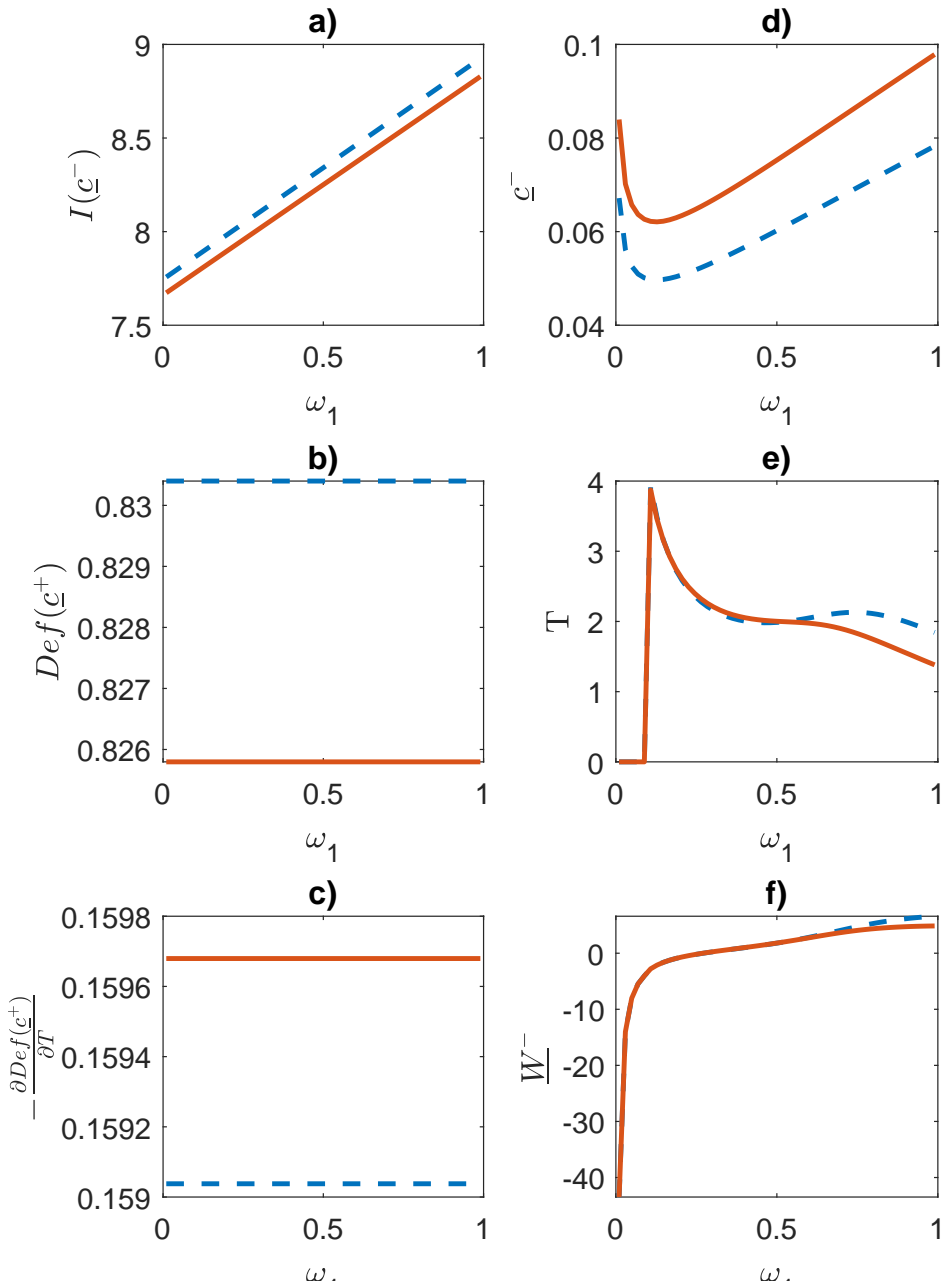 a)
9
8.5
8
7.5
0 0.5 1
I(c⁻)
ω₁
d)
0.1
0.08
0.06
0.04
0 0.5 1
c⁻
ω₁
b)
0.83
0.829
0.828
0.827
0.826
0 0.5 1
Def(c⁺)
ω₁
e)
4
3
2
1
0
0 0.5 1
T
ω₁
c)
0.1598
0.1596
0.1594
0.1592
0.159
0 0.5 1
−∂Def(c⁺)/∂T
f)
0
-10
-20
-30
-40
0 0.5 1
W⁻